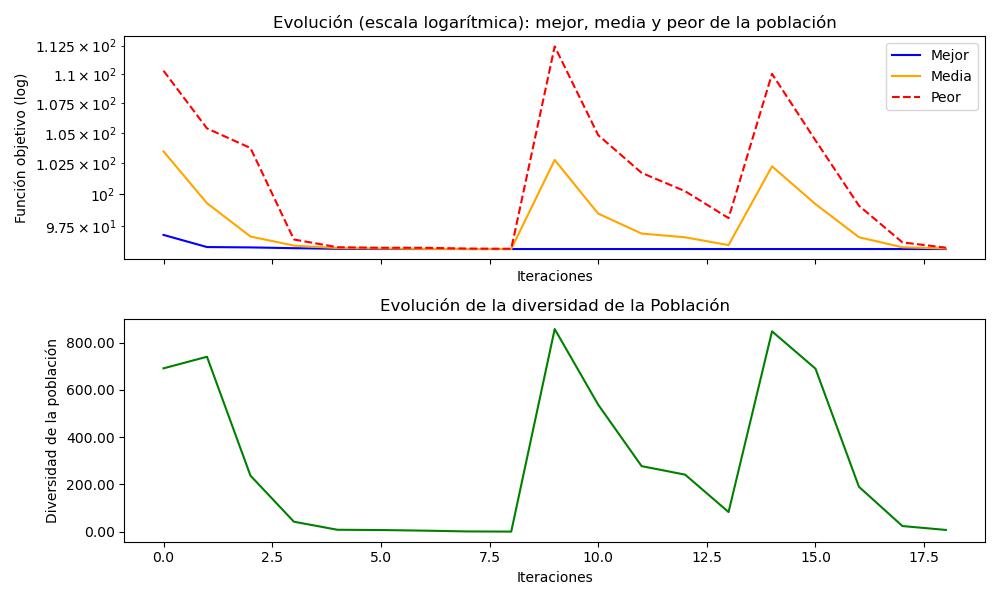 Evolución (escala logarítmica): mejor, media y peor de la población
Función objetivo (log)
1.125 × 10²
1.1 × 10²
1.075 × 10²
1.05 × 10²
1.025 × 10²
10²
9.75 × 10¹
Mejor
Media
Peor
Iteraciones
Evolución de la diversidad de la Población
Diversidad de la población
800.00
600.00
400.00
200.00
0.00
0.0 2.5 5.0 7.5 10.0 12.5 15.0 17.5
Iteraciones